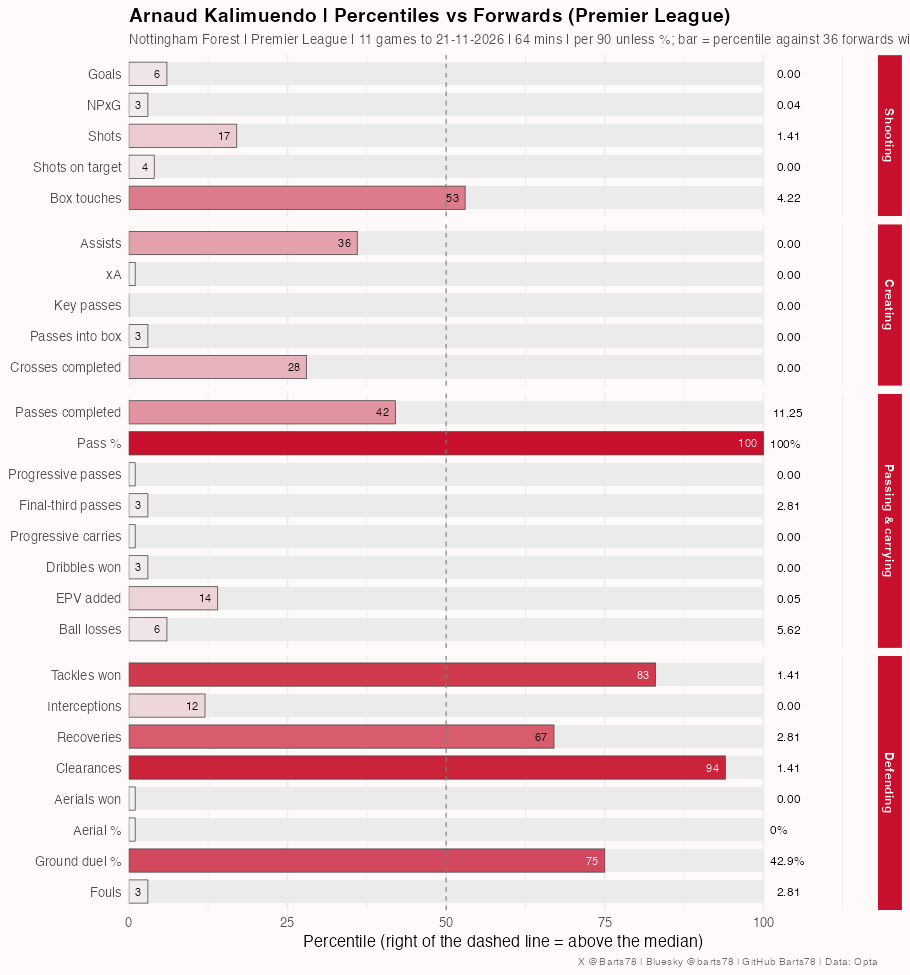 Arnaud Kalimuendo | Percentiles vs Forwards (Premier League)
Nottingham Forest | Premier League | 11 games to 21-11-2026 | 64 mins | per 90 unless %; bar = percentile against 36 forwards wi
Shooting
Goals 6 0.00
NPxG 3 0.04
Shots 17 1.41
Shots on target 4 0.00
Box touches 53 4.22
Creating
Assists 36 0.00
xA 0.00
Key passes 0.00
Passes into box 3 0.00
Crosses completed 28 0.00
Passing & carrying
Passes completed 42 11.25
Pass % 100 100%
Progressive passes 0.00
Final-third passes 3 2.81
Progressive carries 0.00
Dribbles won 3 0.00
EPV added 14 0.05
Ball losses 6 5.62
Defending
Tackles won 83 1.41
Interceptions 12 0.00
Recoveries 67 2.81
Clearances 94 1.41
Aerials won 0.00
Aerial % 0%
Ground duel % 75 42.9%
Fouls 3 2.81
0 25 50 75 100
Percentile (right of the dashed line = above the median)
X @Barts78 | Bluesky @barts78 | GitHub Barts78 | Data: Opta